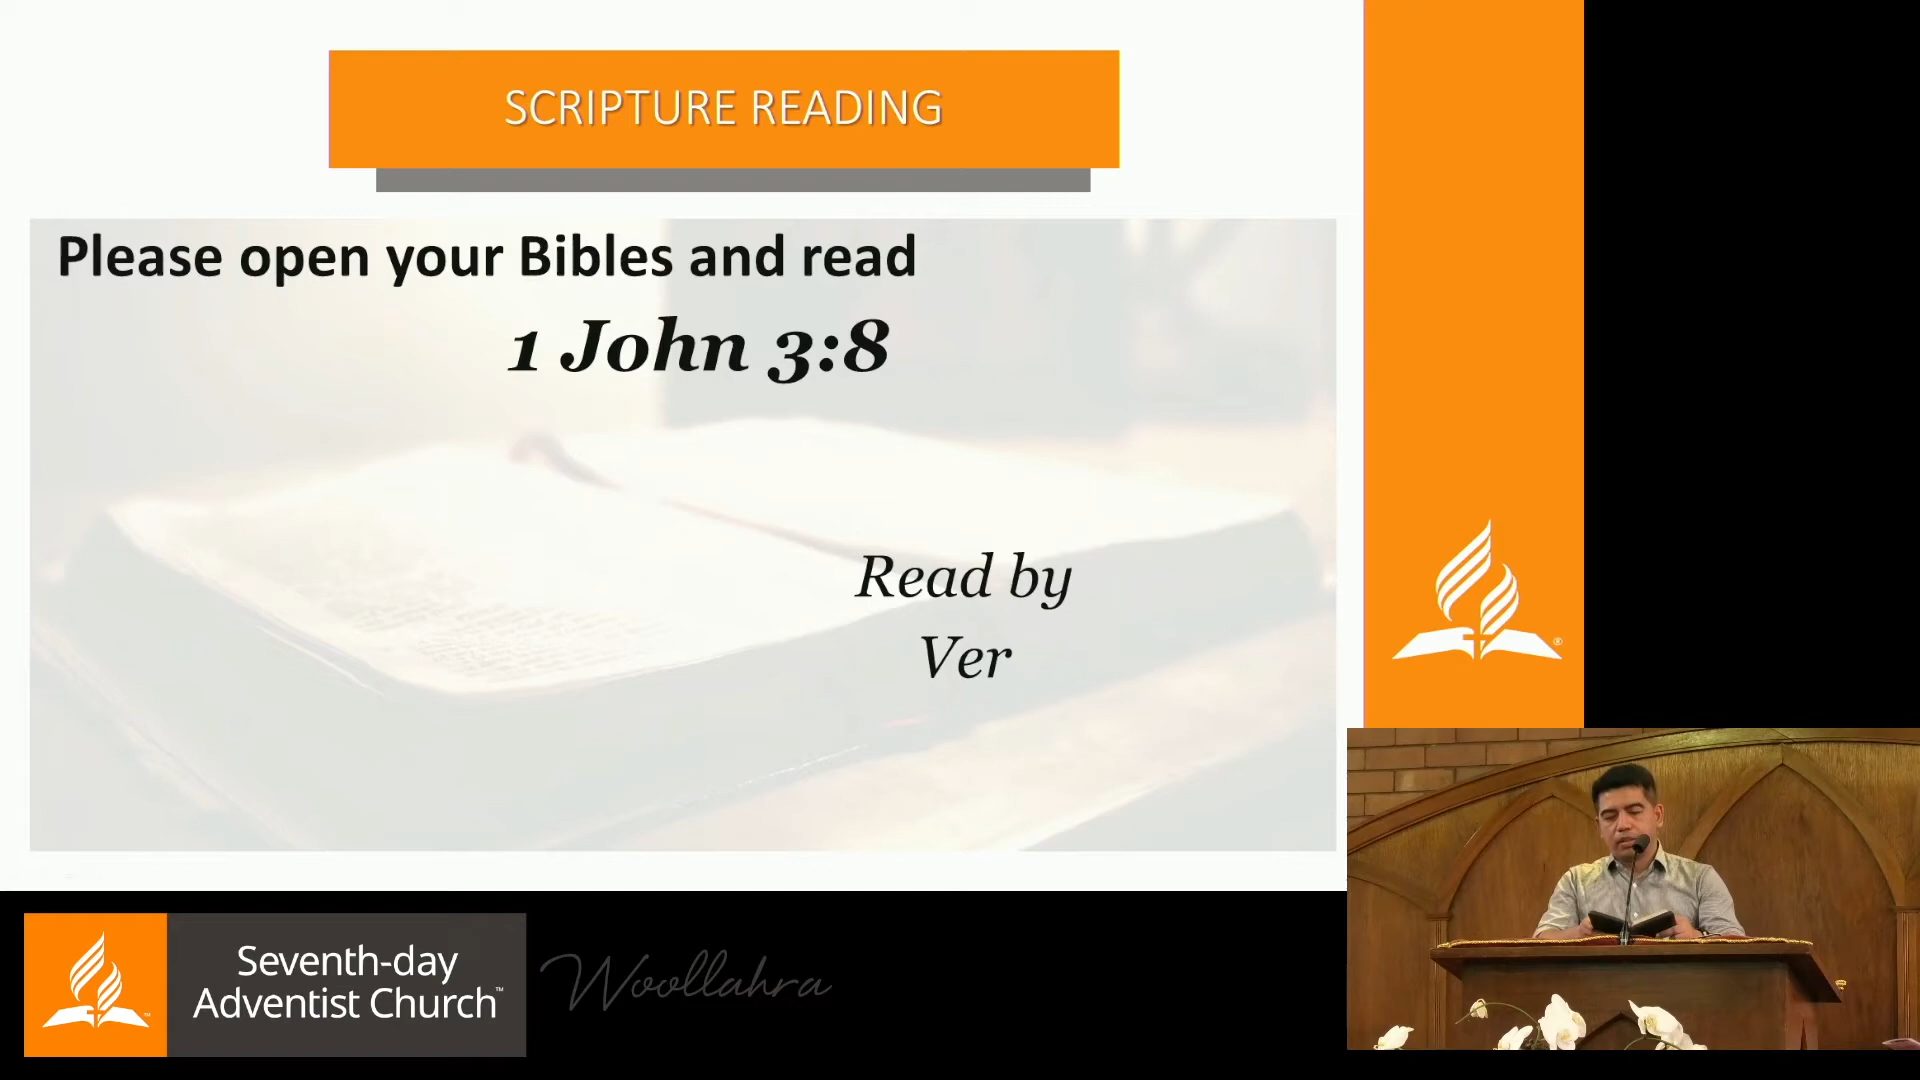 SCRIPTURE READING
Please open your Bibles and read
1 John 3:8
Read by
Ver
Seventh-day
Adventist Church™
Woollahra